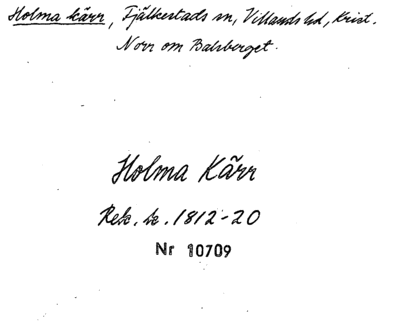 Holma kärr, Fjälkestads sn, Villands hd, Krist.
Norr om Balsberget.
Holma Kärr
Rek. k. 1812-20
Nr 10709